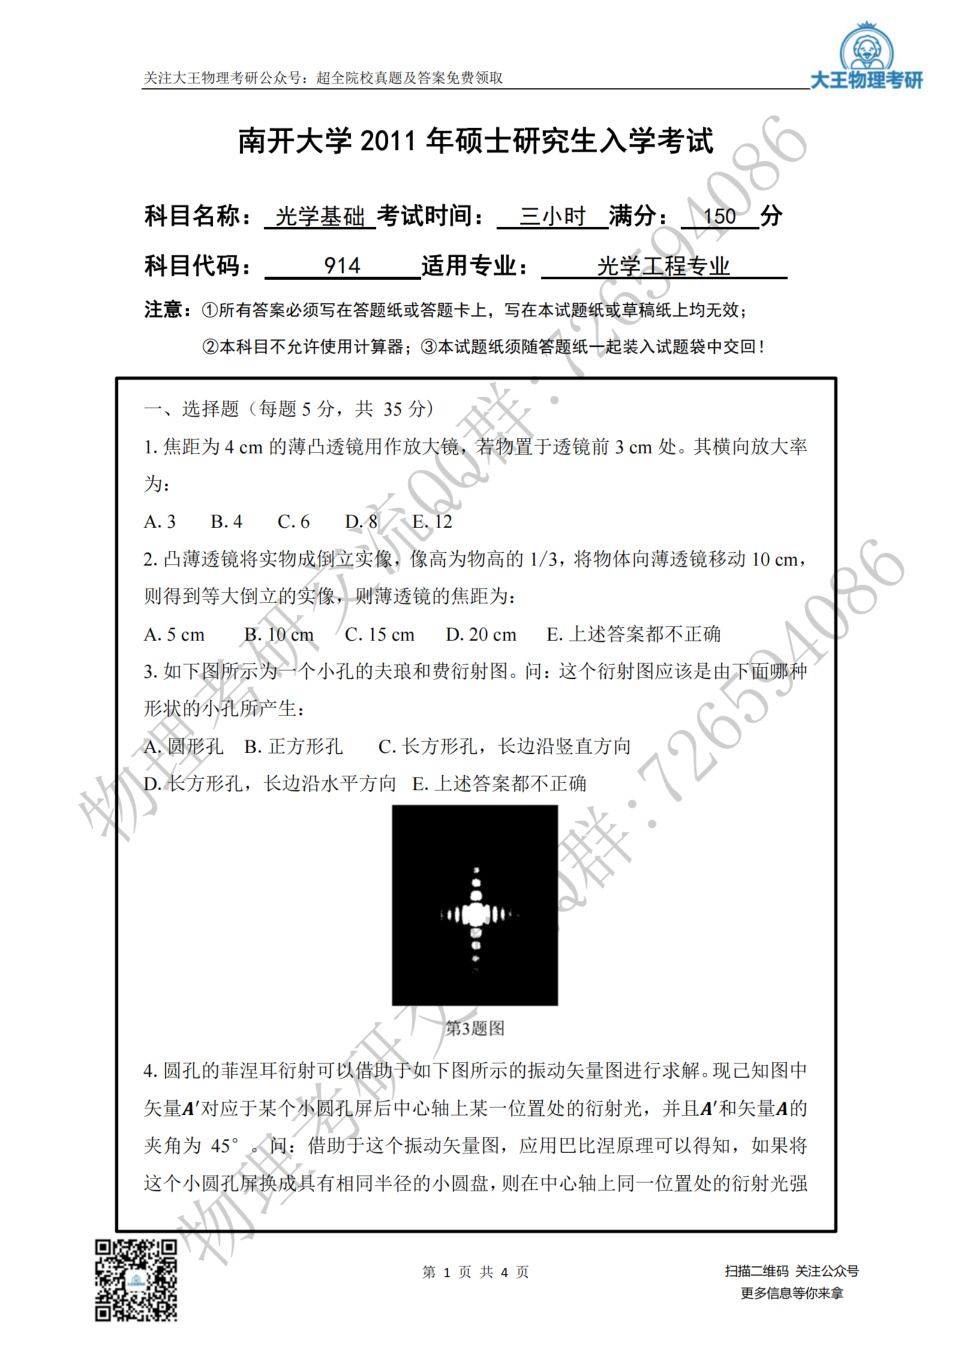 关注大王物理考研公众号：超全院校真题及答案免费领取
大王物理考研
南开大学 2011 年硕士研究生入学考试
科目名称： 光学基础 考试时间： 三小时 满分： 150 分
科目代码： 914 适用专业： 光学工程专业
注意：①所有答案必须写在答题纸或答题卡上，写在本试题纸或草稿纸上均无效；
②本科目不允许使用计算器；③本试题纸须随答题纸一起装入试题袋中交回！
一、选择题（每题 5 分，共 35 分）
1. 焦距为 4 cm 的薄凸透镜用作放大镜，若物置于透镜前 3 cm 处。其横向放大率
为：
A. 3 B. 4 C. 6 D. 8 E. 12
2. 凸薄透镜将实物成倒立实像，像高为物高的 1/3，将物体向薄透镜移动 10 cm，
则得到等大倒立的实像，则薄透镜的焦距为：
A. 5 cm B. 10 cm C. 15 cm D. 20 cm E. 上述答案都不正确
3. 如下图所示为一个小孔的夫琅和费衍射图。问：这个衍射图应该是由下面哪种
形状的小孔所产生：
A. 圆形孔 B. 正方形孔 C. 长方形孔，长边沿竖直方向
D. 长方形孔，长边沿水平方向 E. 上述答案都不正确
第3题图
4. 圆孔的菲涅耳衍射可以借助于如下图所示的振动矢量图进行求解。现己知图中
矢量A′对应于某个小圆孔屏后中心轴上某一位置处的衍射光，并且A′和矢量A的
夹角为 45° 。问：借助于这个振动矢量图，应用巴比涅原理可以得知，如果将
这个小圆孔屏换成具有相同半径的小圆盘，则在中心轴上同一位置处的衍射光强
物理考研交流QQ群：726594086
物理考研交流QQ群：726594086
第 1 页 共 4 页
扫描二维码 关注公众号
更多信息等你来拿